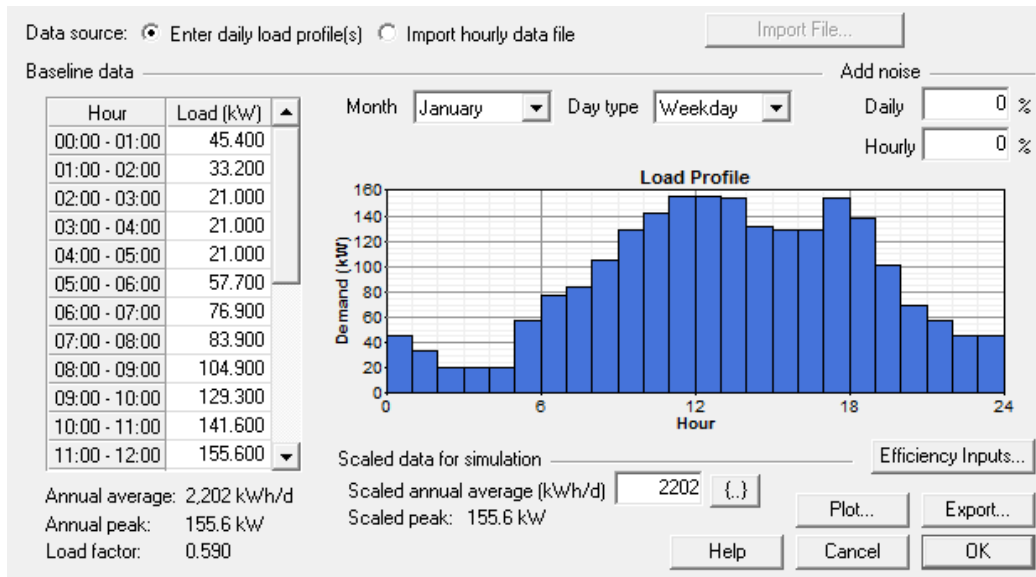 Data source: Enter daily load profile(s) Import hourly data file Import File...
Baseline data Add noise
Month January Day type Weekday Daily 0 %
Hourly 0 %
Hour Load (kW)
00:00 - 01:00 45.400
01:00 - 02:00 33.200
02:00 - 03:00 21.000
03:00 - 04:00 21.000
04:00 - 05:00 21.000
05:00 - 06:00 57.700
06:00 - 07:00 76.900
07:00 - 08:00 83.900
08:00 - 09:00 104.900
09:00 - 10:00 129.300
10:00 - 11:00 141.600
11:00 - 12:00 155.600
Load Profile
Demand (kW)
160
140
120
100
80
60
40
20
0
0 6 12 18 24
Hour
Annual average: 2,202 kWh/d
Annual peak: 155.6 kW
Load factor: 0.590
Scaled data for simulation
Scaled annual average (kWh/d) 2202 {..}
Scaled peak: 155.6 kW
Efficiency Inputs...
Plot... Export...
Help Cancel OK